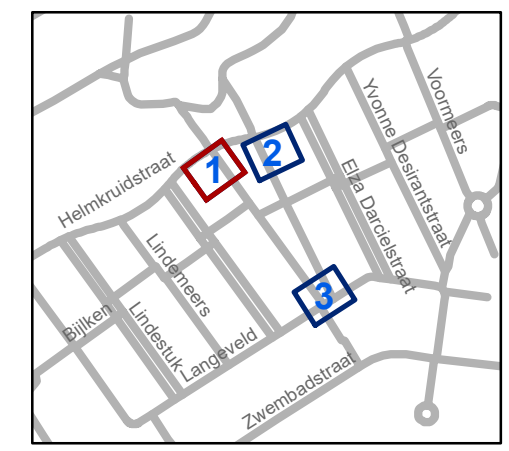 Voormeers
Yvonne Desirantstraat
1
2
Helmkruidstraat
Elza Darcielstraat
Lindemeers
3
Bijlken
Lindestuk
Langeveld
Zwembadstraat